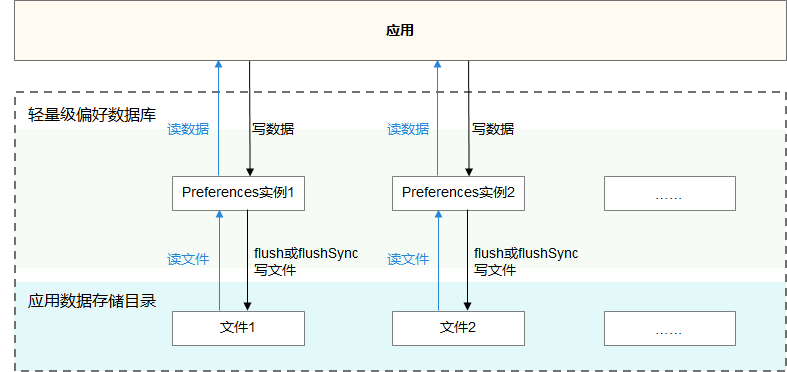 应用
轻量级偏好数据库
读数据
写数据
读数据
写数据
Preferences实例1
Preferences实例2
……
读文件
flush或flushSync
写文件
读文件
flush或flushSync
写文件
应用数据存储目录
文件1
文件2
……